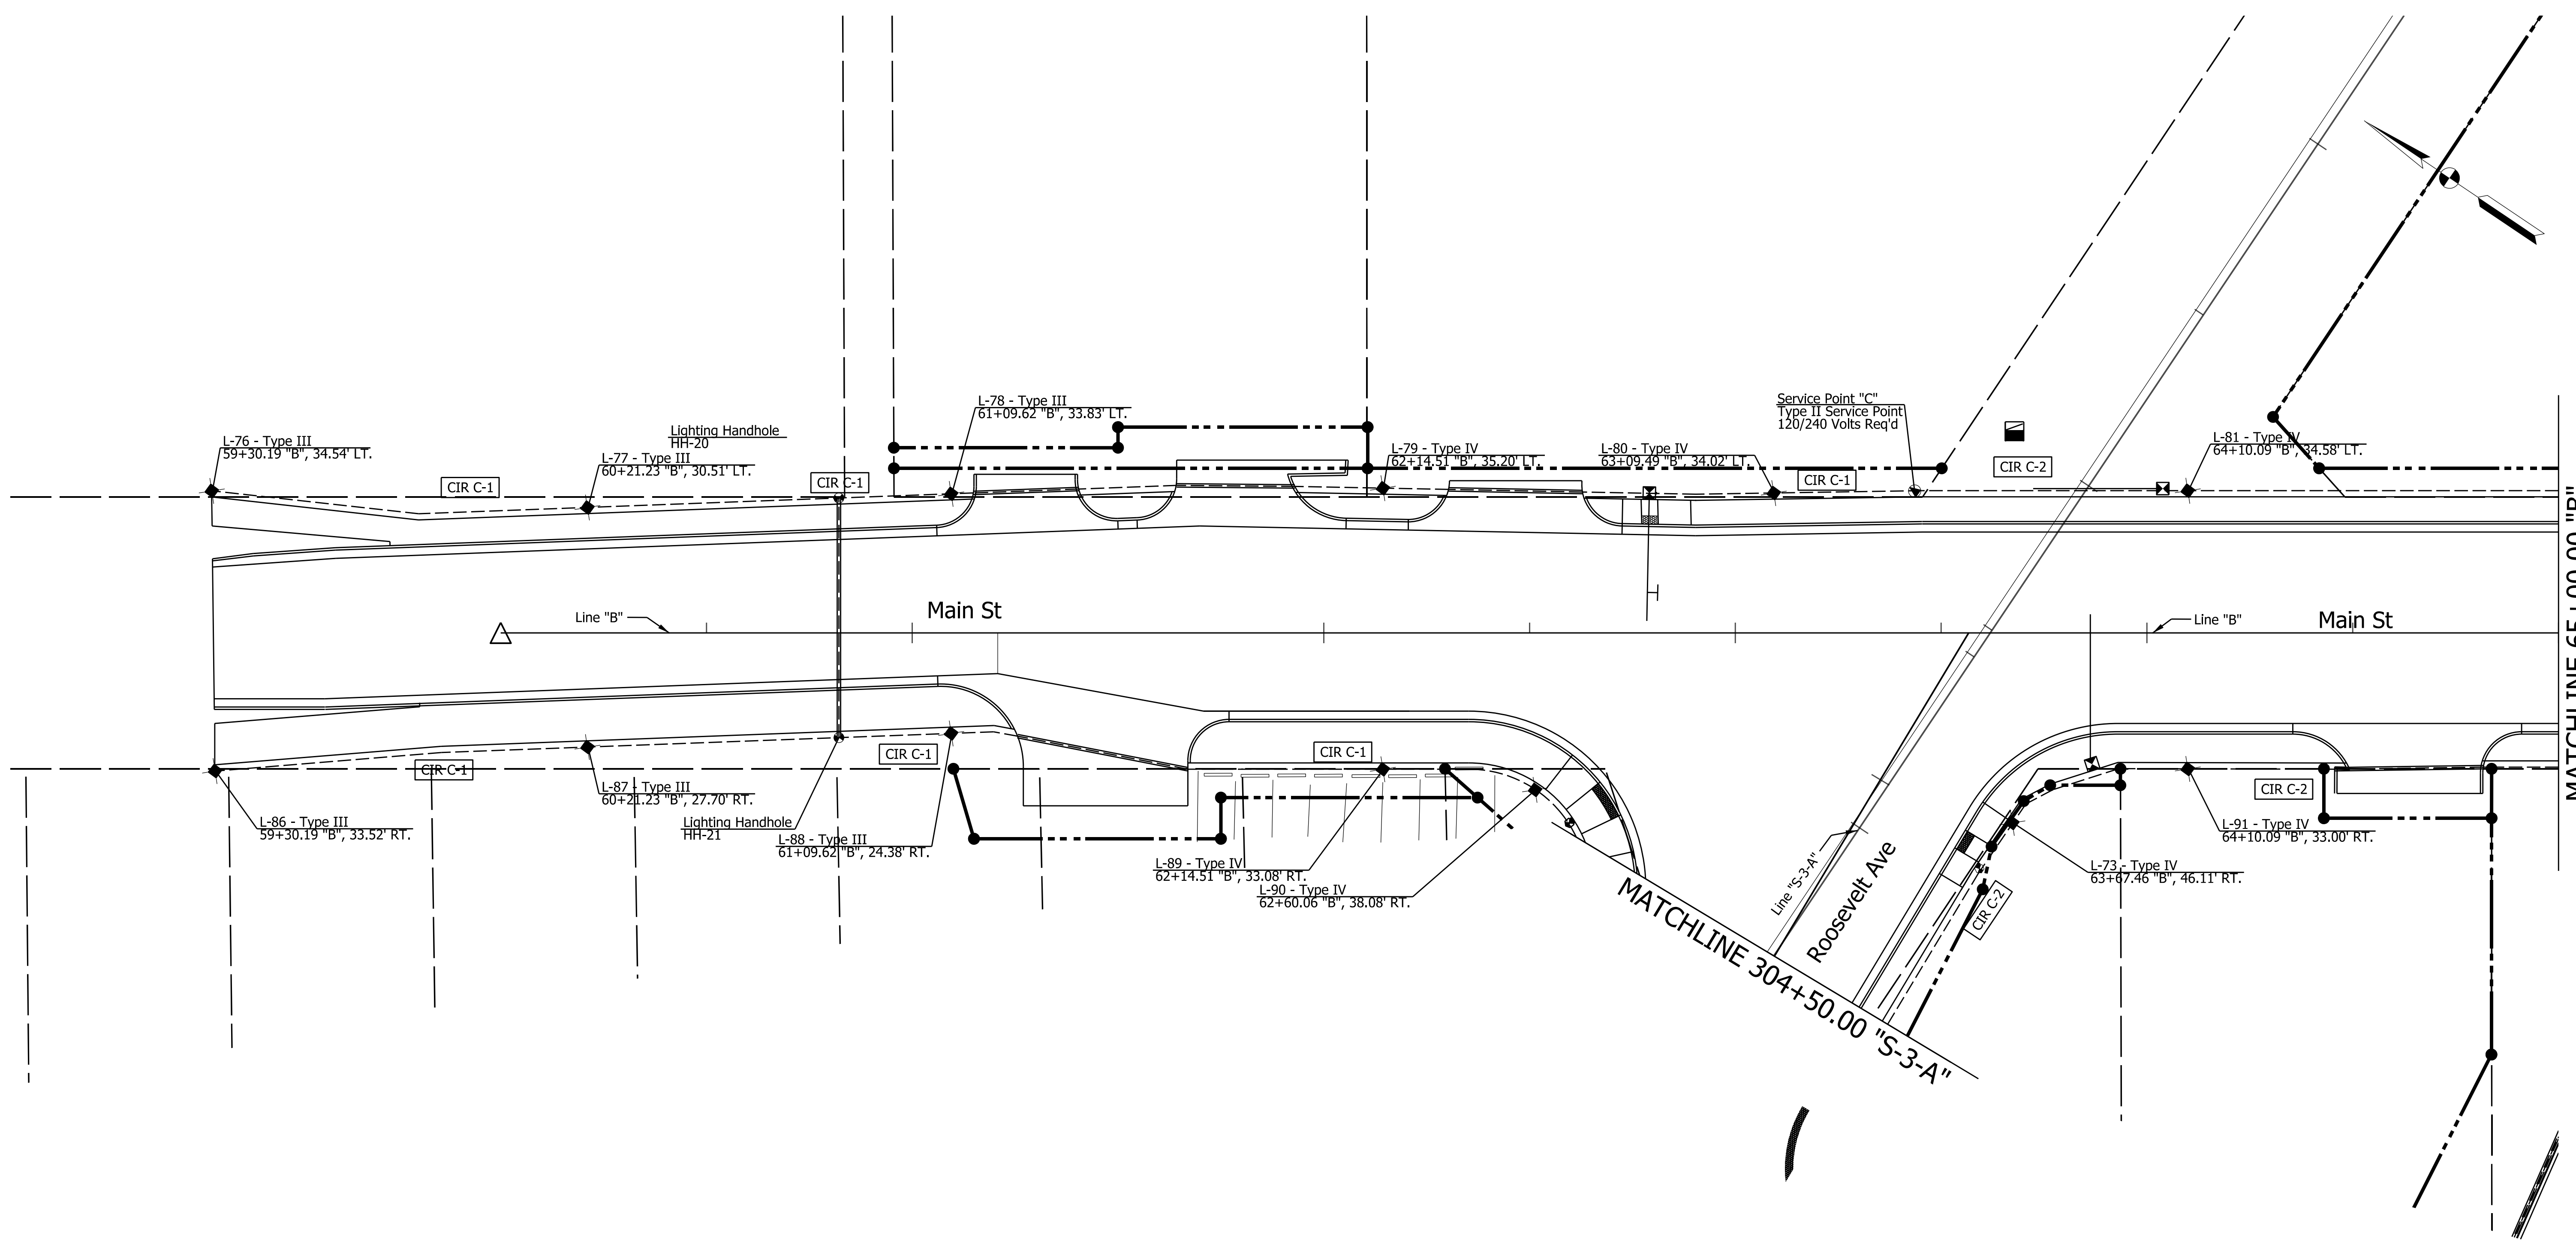 L-76 - Type III
59+30.19 "B", 34.54' LT.
CIR C-1
Lighting Handhole
HH-20
L-77 - Type III
60+21.23 "B", 30.51' LT.
CIR C-1
L-78 - Type III
61+09.62 "B", 33.83' LT.
L-79 - Type IV
62+14.51 "B", 35.20' LT.
L-80 - Type IV
63+09.49 "B", 34.02' LT.
Service Point "C"
Type II Service Point
120/240 Volts Req'd
CIR C-1
CIR C-2
L-81 - Type IV
64+10.09 "B", 34.58' LT.
Line "B"
Main St
Line "B"
Main St
MATCHLINE 65+00.00 "B"
CIR C-1
L-86 - Type III
59+30.19 "B", 33.52' RT.
L-87 - Type III
60+21.23 "B", 27.70' RT.
Lighting Handhole
HH-21
CIR C-1
L-88 - Type III
61+09.62 "B", 24.38' RT.
CIR C-1
L-89 - Type IV
62+14.51 "B", 33.08' RT.
L-90 - Type IV
62+60.06 "B", 38.08' RT.
MATCHLINE 304+50.00 "S-3-A"
Line "S-3-A"
Roosevelt Ave
CIR C-2
L-73 - Type IV
63+67.46 "B", 46.11' RT.
CIR C-2
L-91 - Type IV
64+10.09 "B", 33.00' RT.